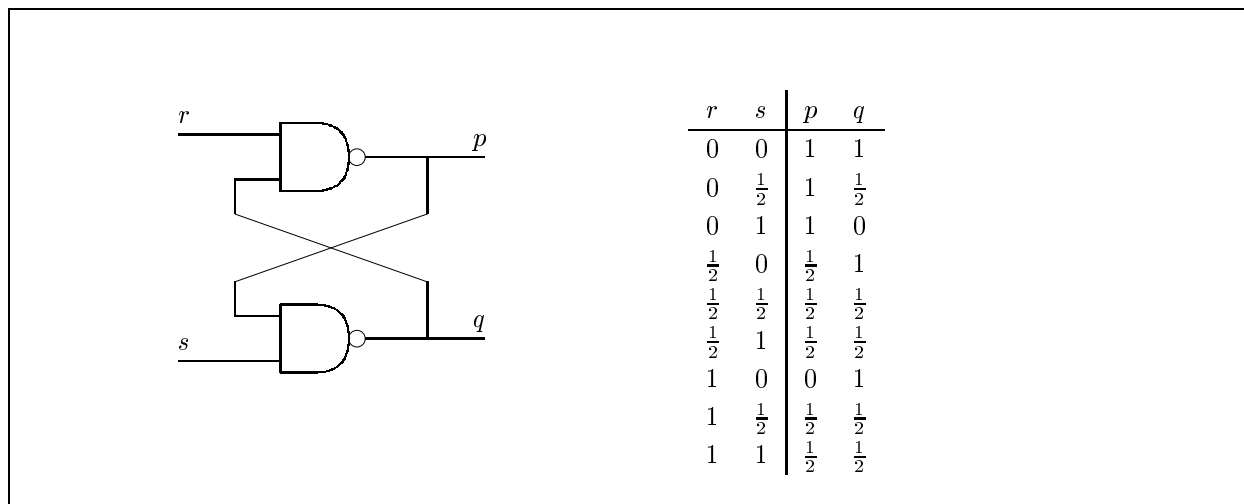 r
p
q
s
r s p q
0 0 1 1
0 1/2 1 1/2
0 1 1 0
1/2 0 1/2 1
1/2 1/2 1/2 1/2
1/2 1 1/2 1/2
1 0 0 1
1 1/2 1/2 1/2
1 1 1/2 1/2